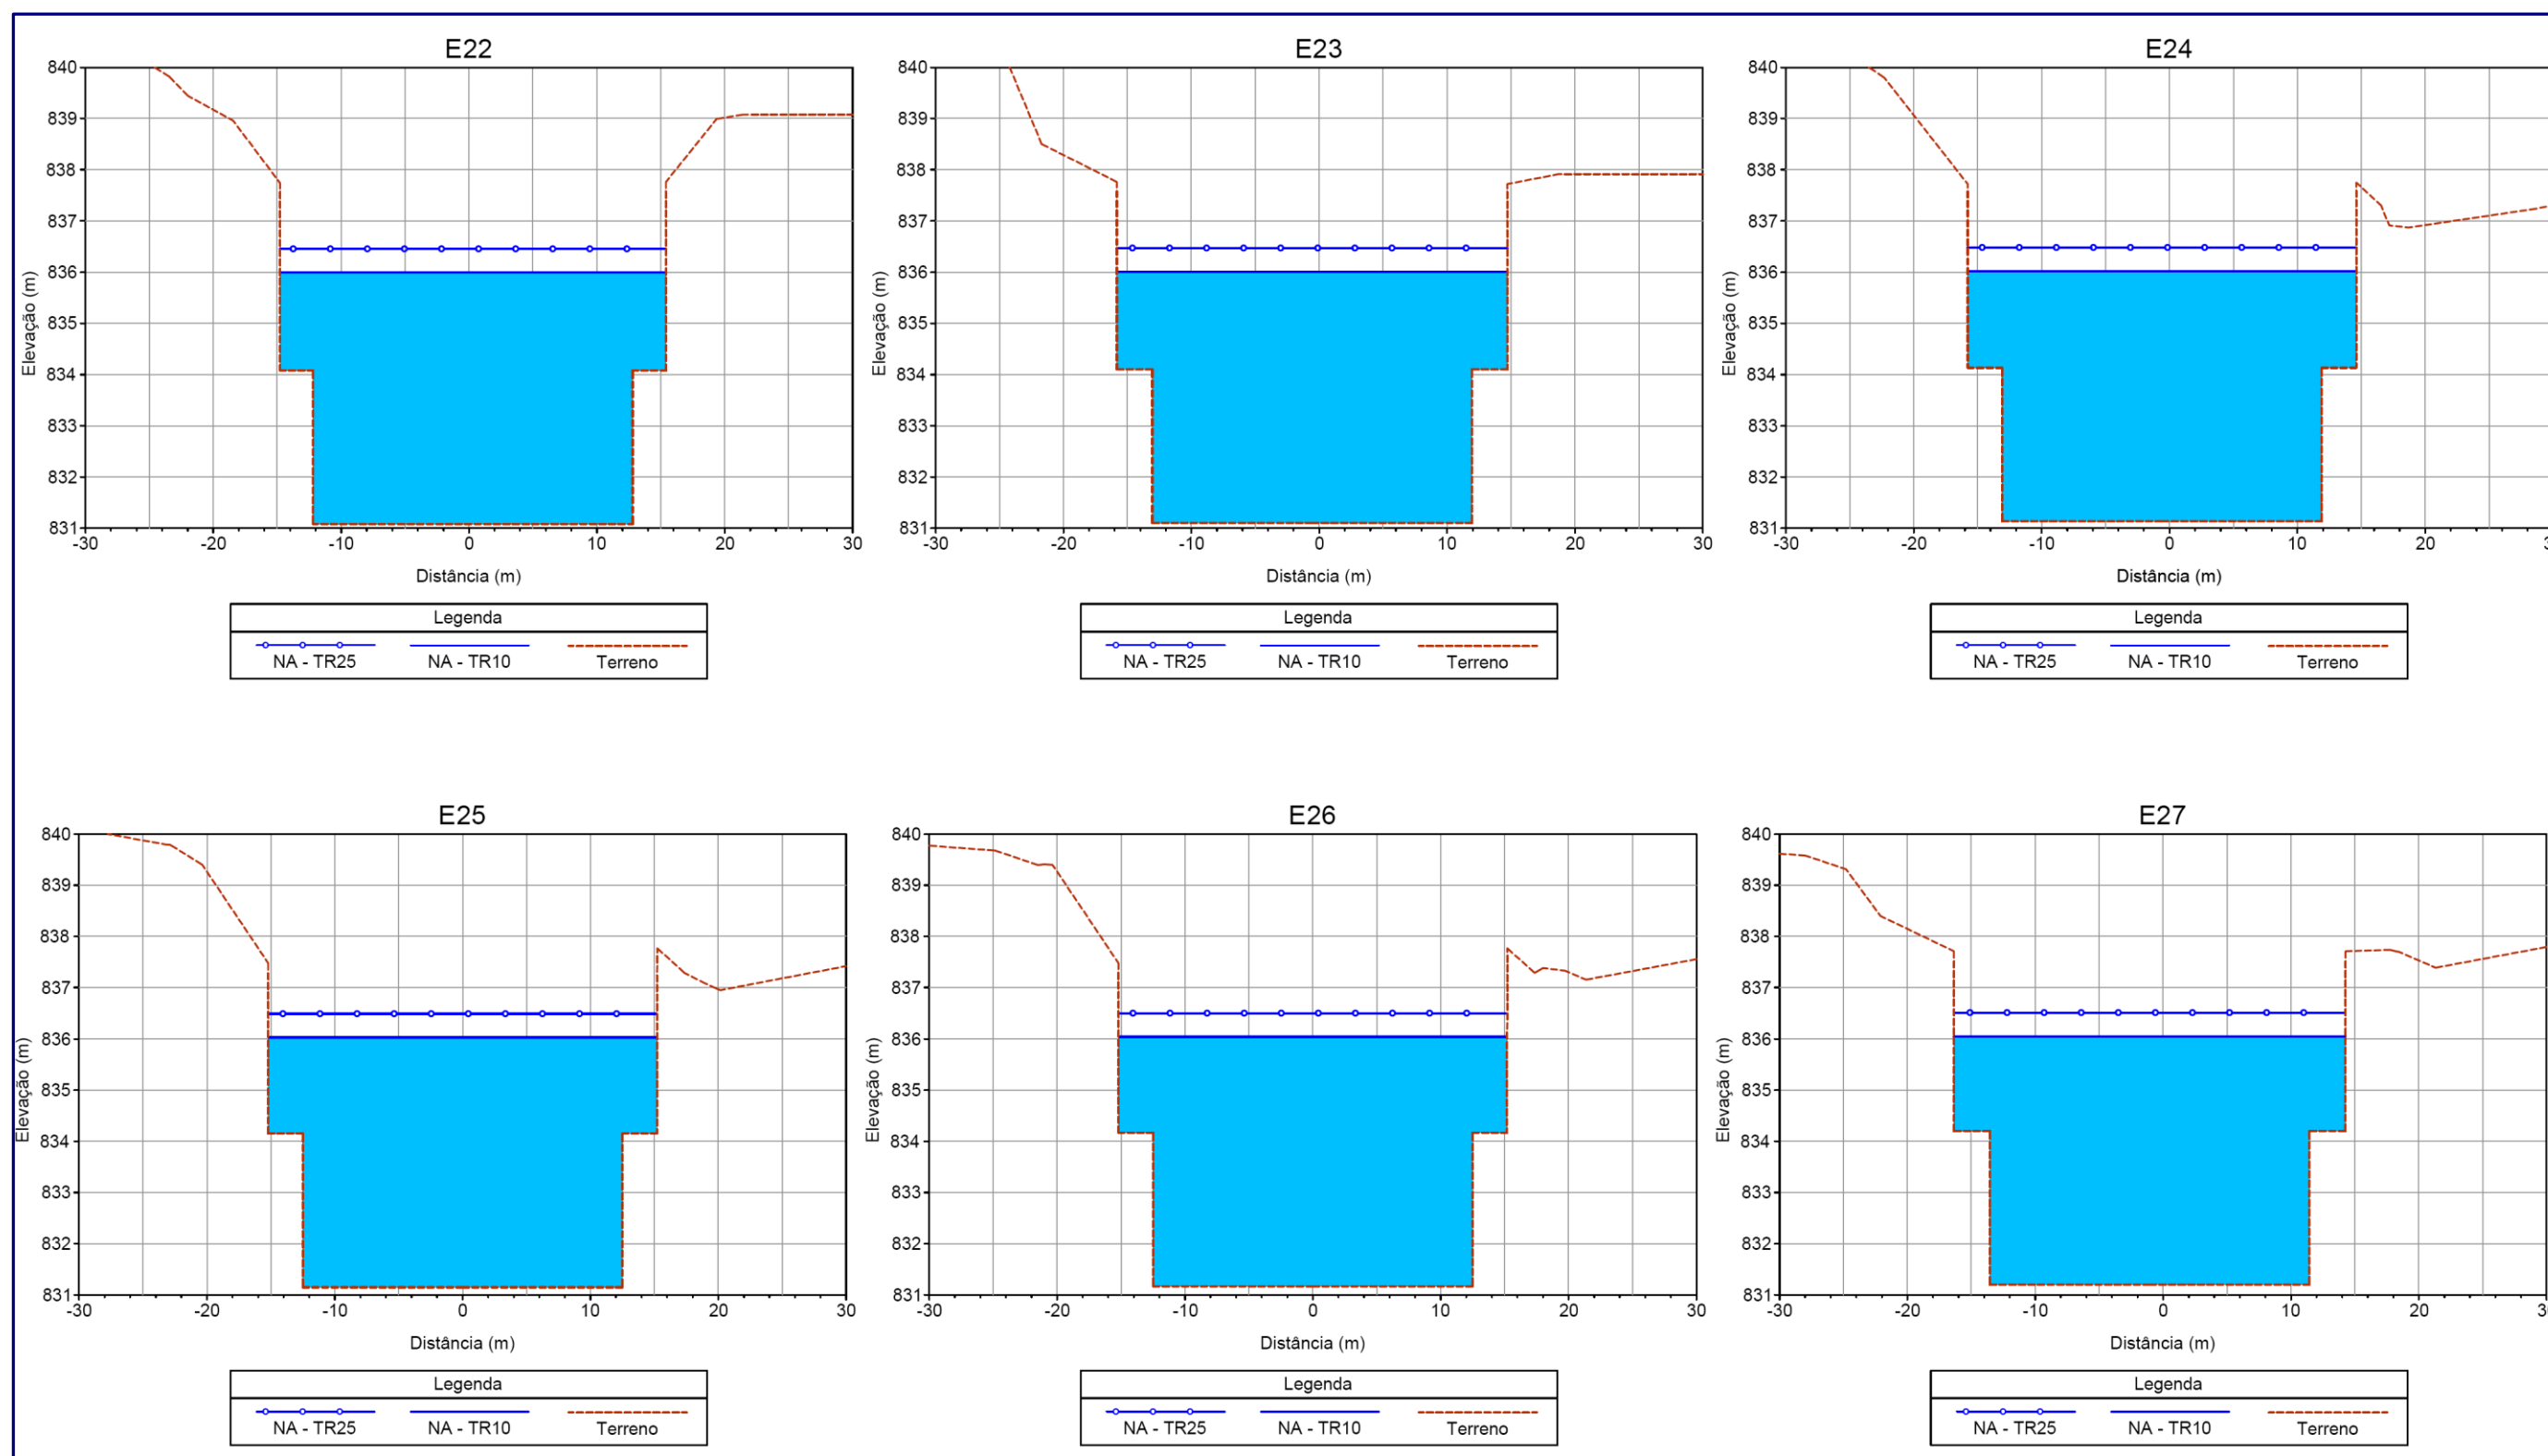 E22
840
839
838
837
836
835
834
833
832
831
Elevação (m)
-30 -20 -10 0 10 20 30
Distância (m)
Legenda
NA - TR25 NA - TR10 Terreno
E23
840
839
838
837
836
835
834
833
832
831
Elevação (m)
-30 -20 -10 0 10 20 30
Distância (m)
Legenda
NA - TR25 NA - TR10 Terreno
E24
840
839
838
837
836
835
834
833
832
831
Elevação (m)
-30 -20 -10 0 10 20 3
Distância (m)
Legenda
NA - TR25 NA - TR10 Terreno
E25
840
839
838
837
836
835
834
833
832
831
Elevação (m)
-30 -20 -10 0 10 20 30
Distância (m)
Legenda
NA - TR25 NA - TR10 Terreno
E26
840
839
838
837
836
835
834
833
832
831
Elevação (m)
-30 -20 -10 0 10 20 30
Distância (m)
Legenda
NA - TR25 NA - TR10 Terreno
E27
840
839
838
837
836
835
834
833
832
831
Elevação (m)
-30 -20 -10 0 10 20 3
Distância (m)
Legenda
NA - TR25 NA - TR10 Terreno